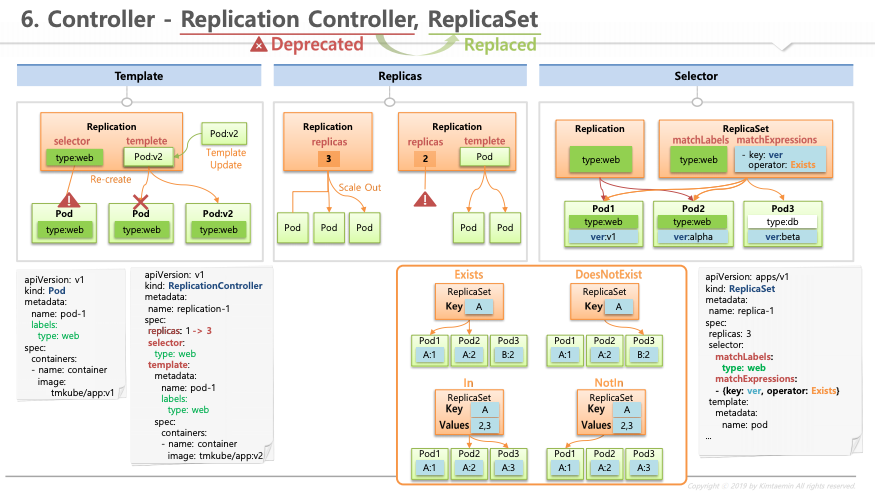 6. Controller - Replication Controller, ReplicaSet
Deprecated
Replaced
Template
Replication
selector
templete
type:web
Pod:v2
Pod:v2
Template
Update
Re-create
Pod
type:web
Pod
type:web
Pod:v2
type:web
Replicas
Replication
replicas
3
Scale Out
Pod
Pod
Pod
Replication
replicas
templete
2
Pod
Pod
Pod
Selector
Replication
type:web
ReplicaSet
matchLabels
matchExpressions
type:web
- key: ver
operator: Exists
Pod1
type:web
ver:v1
Pod2
type:web
ver:alpha
Pod3
type:db
ver:beta
apiVersion: v1
kind: Pod
metadata:
name: pod-1
labels:
type: web
spec:
containers:
- name: container
image:
tmkube/app:v1
apiVersion: v1
kind: ReplicationController
metadata:
name: replication-1
spec:
replicas: 1 -> 3
selector:
type: web
template:
metadata:
name: pod-1
labels:
type: web
spec:
containers:
- name: container
image: tmkube/app:v2
Exists
ReplicaSet
Key A
Pod1 Pod2 Pod3
A:1 A:2 B:2
DoesNotExist
ReplicaSet
Key A
Pod1 Pod2 Pod3
A:1 A:2 B:2
In
ReplicaSet
Key A
Values 2,3
Pod1 Pod2 Pod3
A:1 A:2 A:3
NotIn
ReplicaSet
Key A
Values 2,3
Pod1 Pod2 Pod3
A:1 A:2 A:3
apiVersion: apps/v1
kind: ReplicaSet
metadata:
name: replica-1
spec:
replicas: 3
selector:
matchLabels:
type: web
matchExpressions:
- {key: ver, operator: Exists}
template:
metadata:
name: pod
...
Copyright © 2019 by Kimtaemin All rights reserved.